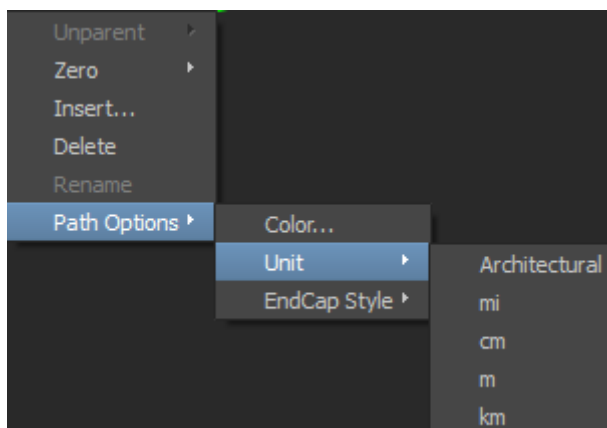 Unparent
Zero
Insert...
Delete
Rename
Path Options
Color...
Unit
EndCap Style
Architectural
mi
cm
m
km